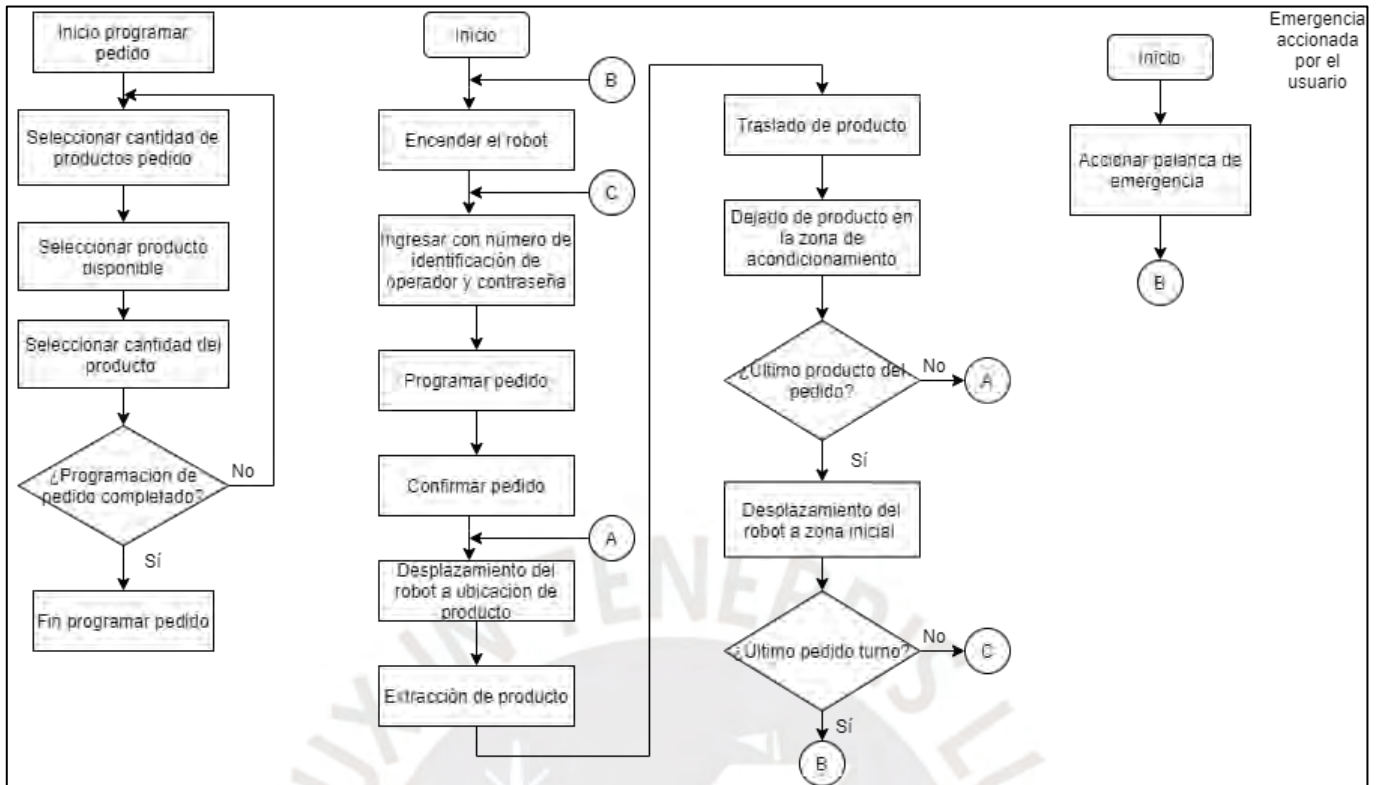 Inicio programar
pedido
Seleccionar cantidad de
productos pedido
Seleccionar producto
disponible
Seleccionar cantidad del
producto
¿Programación de
pedido completado?
No
Sí
Fin programar pedido
Inicio
B
Encender el robot
C
Ingresar con número de
identificación de
operador y contraseña
Programar pedido
Confirmar pedido
A
Desplazamiento del
robot a ubicación de
producto
Extracción de producto
Traslado de producto
Dejado de producto en
la zona de
acondicionamiento
¿Último producto del
pedido?
No
A
Sí
Desplazamiento del
robot a zona inicial
¿Último pedido turno?
No
C
Sí
B
Emergencia
accionada
por el
usuario
Inicio
Accionar palanca de
emergencia
B
LUX IN TENEBRIS L